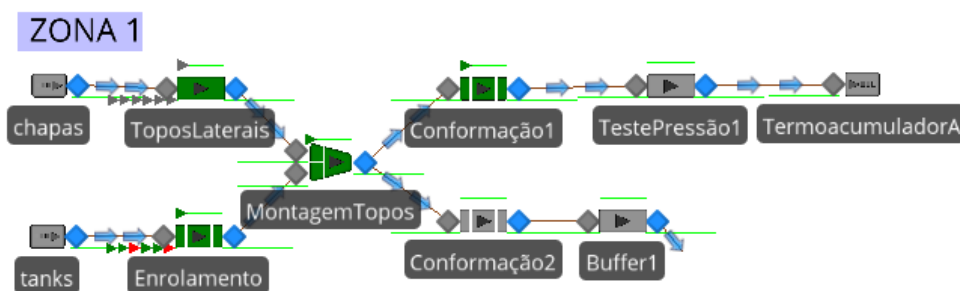 ZONA 1
chapas
ToposLaterais
Conformação1
TestePressão1
TermoacumuladorA
MontagemTopos
tanks
Enrolamento
Conformação2
Buffer1